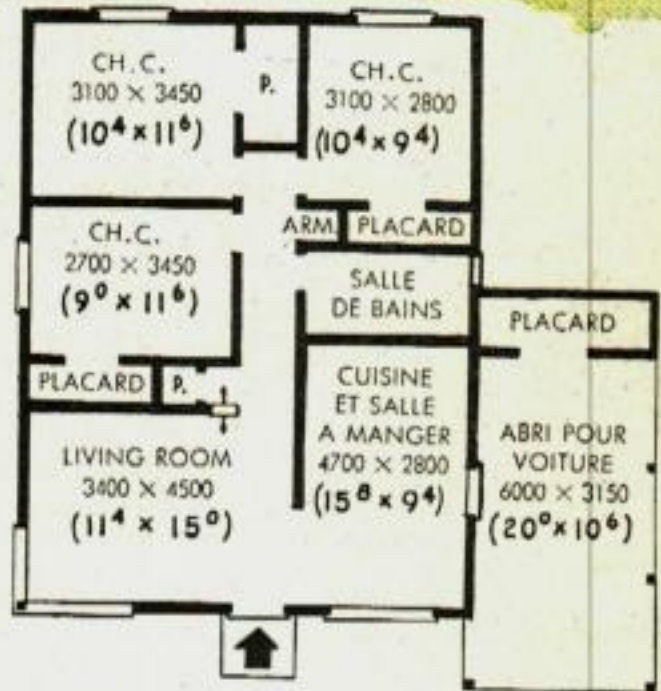 CH.C.
3100 × 3450
(10⁴ × 11⁶)
P.
CH.C.
3100 × 2800
(10⁴ × 9⁴)
CH.C.
2700 × 3450
(9⁰ × 11⁶)
ARM.
PLACARD
SALLE
DE BAINS
PLACARD
PLACARD
P.
LIVING ROOM
3400 × 4500
(11⁴ × 15⁰)
CUISINE
ET SALLE
A MANGER
4700 × 2800
(15⁸ × 9⁴)
ABRI POUR
VOITURE
6000 × 3150
(20⁰ × 10⁶)